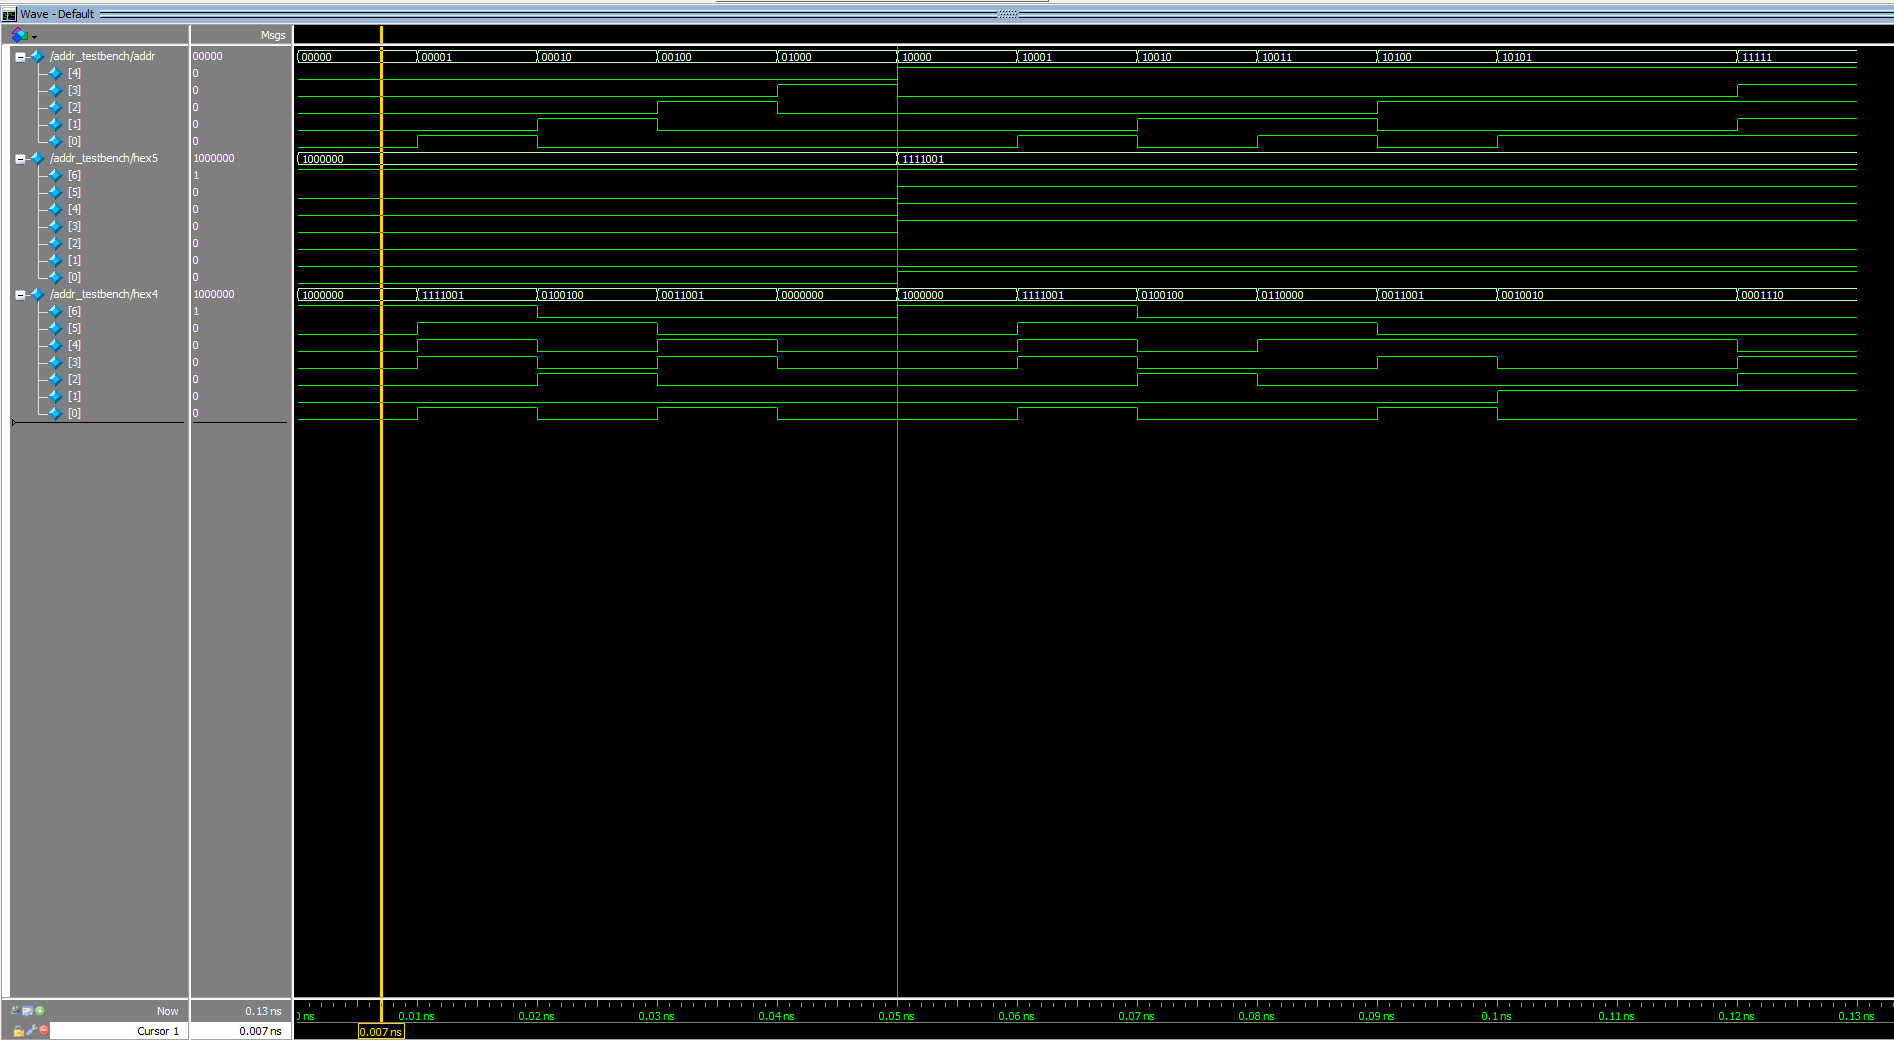 Wave - Default
Msgs
/addr_testbench/addr 00000 00000 00001 00010 00100 01000 10000 10001 10010 10011 10100 10101 11111
[4] 0
[3] 0
[2] 0
[1] 0
[0] 0
/addr_testbench/hex5 1000000 1000000 1111001
[6] 1
[5] 0
[4] 0
[3] 0
[2] 0
[1] 0
[0] 0
/addr_testbench/hex4 1000000 1000000 1111001 0100100 0011001 0000000 1000000 1111001 0100100 0110000 0011001 0010010 0001110
[6] 1
[5] 0
[4] 0
[3] 0
[2] 0
[1] 0
[0] 0
Now 0.13 ns ns 0.01 ns 0.02 ns 0.03 ns 0.04 ns 0.05 ns 0.06 ns 0.07 ns 0.08 ns 0.09 ns 0.1 ns 0.11 ns 0.12 ns 0.13 ns
Cursor 1 0.007 ns 0.007 ns